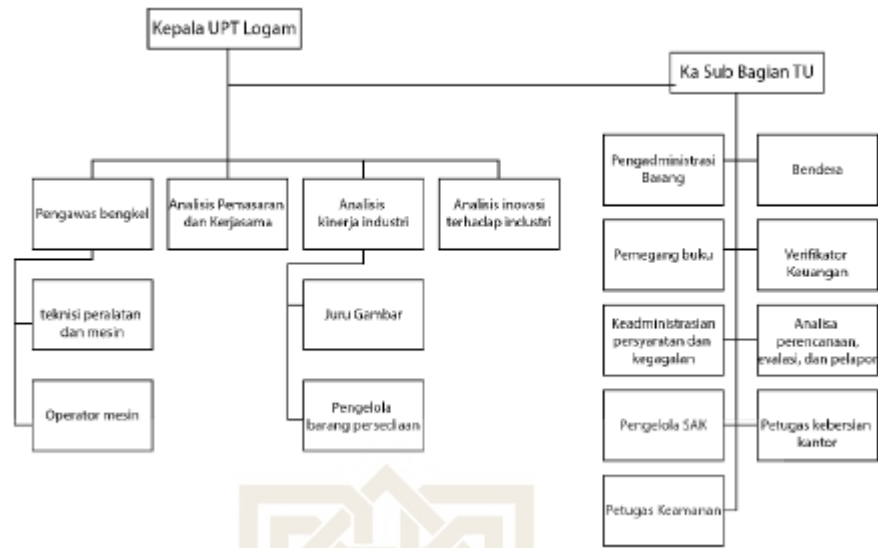 Kepala UPT Logam
Ka Sub Bagian TU
Pengadministrasi
Barang
Bendera
Pengawas bengkel
Analisis Pemasaran
dan Kerjasama
Analisis
kinerja industri
Analisis inovasi
terhadap industri
Pemegang buku
Verifikator
Keuangan
teknisi peralatan
dan mesin
Juru Gambar
Keadministrasian
persyaratan dan
kegagalan
Analisa
perencanaan,
evalasi, dan pelapor
Operator mesin
Pengelola
barang persediaan
Pengelola SAK
Petugas kebersian
kantor
Petugas Keamanan